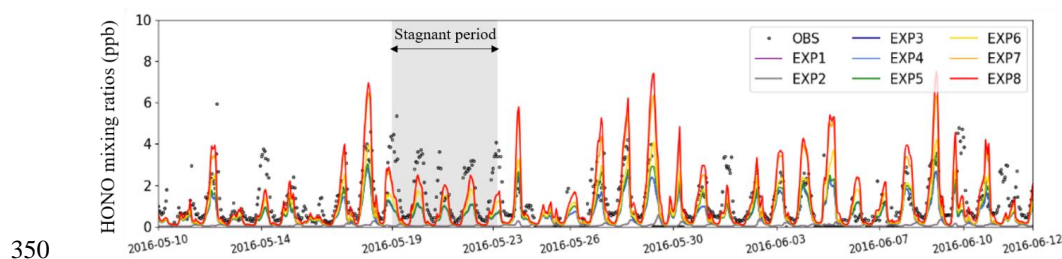 10
8
6
4
2
0
HONO mixing ratios (ppb)
Stagnant period
OBS
EXP1
EXP2
EXP3
EXP4
EXP5
EXP6
EXP7
EXP8
2016-05-10
2016-05-14
2016-05-19
2016-05-23
2016-05-26
2016-05-30
2016-06-03
2016-06-07
2016-06-10
2016-06-12
350